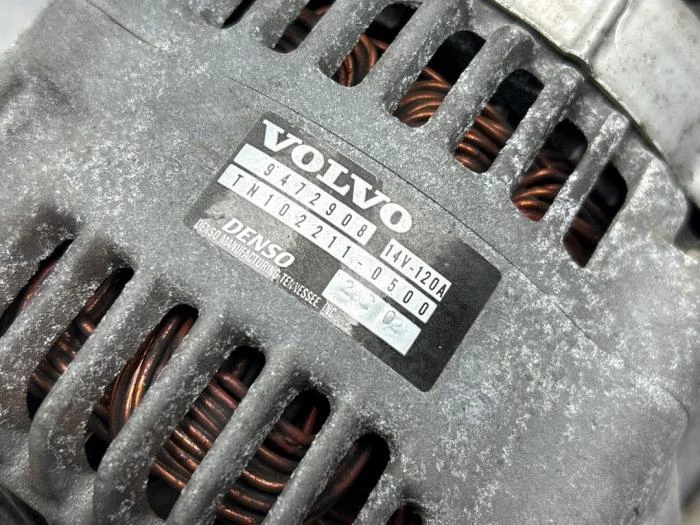 VOLVO
9472908 14V-120A
TN102211-0500
DENSO
DENSO MANUFACTURING TENNESSEE, INC.